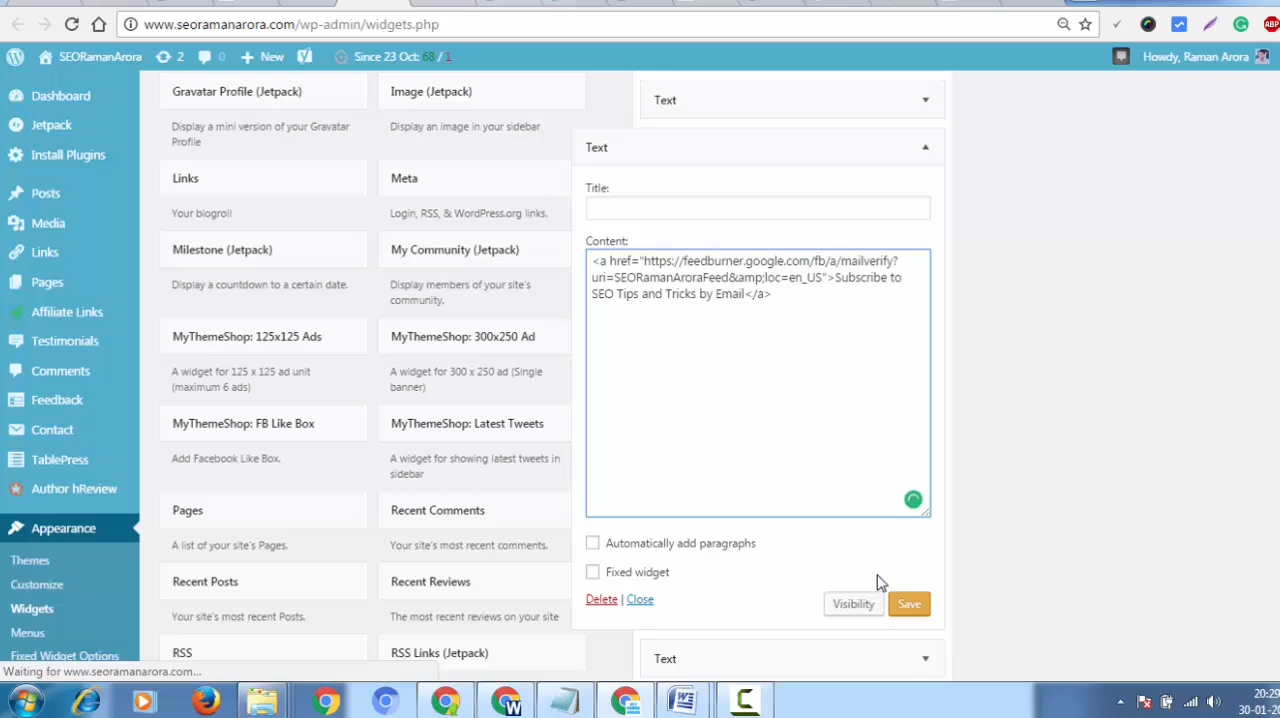 www.seoramanarora.com/wp-admin/widgets.php
SEORamanArora 2 0 New Since 23 Oct: 68 / 1 Howdy, Raman Arora
Dashboard
Jetpack
Install Plugins
Posts
Media
Links
Pages
Affiliate Links
Testimonials
Comments
Feedback
Contact
TablePress
Author hReview
Appearance
Themes
Customize
Widgets
Menus
Fixed Widget Options
Gravatar Profile (Jetpack)
Display a mini version of your Gravatar
Profile
Links
Your blogroll
Milestone (Jetpack)
Display a countdown to a certain date.
MyThemeShop: 125x125 Ads
A widget for 125 x 125 ad unit
(maximum 6 ads)
MyThemeShop: FB Like Box
Add Facebook Like Box.
Pages
A list of your site's Pages.
Recent Posts
Your site's most recent Posts.
RSS
Image (Jetpack)
Display an image in your sidebar
Meta
Login, RSS, & WordPress.org links.
My Community (Jetpack)
Display members of your site's
community.
MyThemeShop: 300x250 Ad
A widget for 300 x 250 ad (Single
banner)
MyThemeShop: Latest Tweets
A widget for showing latest tweets in
sidebar
Recent Comments
Your site's most recent comments.
Recent Reviews
The most recent reviews on your site
RSS Links (Jetpack)
Text
Text
Title:
Content:
<a href="https://feedburner.google.com/fb/a/mailverify?
uri=SEORamanAroraFeed&amp;loc=en_US">Subscribe to
SEO Tips and Tricks by Email</a>
Automatically add paragraphs
Fixed widget
Delete | Close
Visibility Save
Text
Waiting for www.seoramanarora.com...
20:29